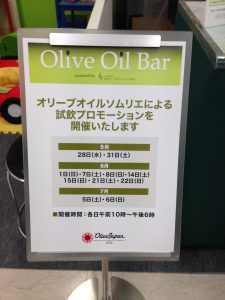 Olive Oil Bar
produced by
オリーブオイルソムリエによる
試飲プロモーションを
開催いたします
5月
28日(水)・31日(土)
6月
1日(日)・7日(土)・8日(日)・14日(土)
15日(日)・21日(土)・22日(日)
7月
5日(土)・6日(日)
■開催時間：各日午前10時〜午後6時
OliveJapan